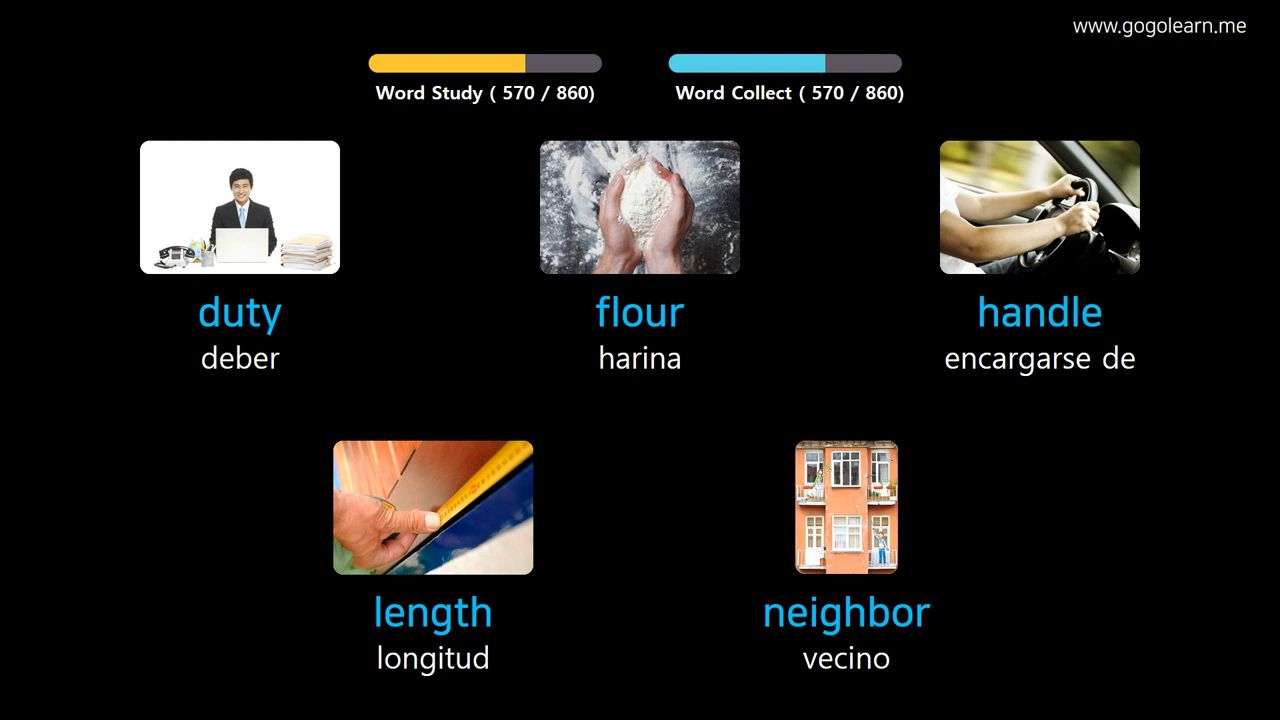 www.gogolearn.me
Word Study ( 570 / 860)
Word Collect ( 570 / 860)
duty
deber
flour
harina
handle
encargarse de
length
longitud
neighbor
vecino